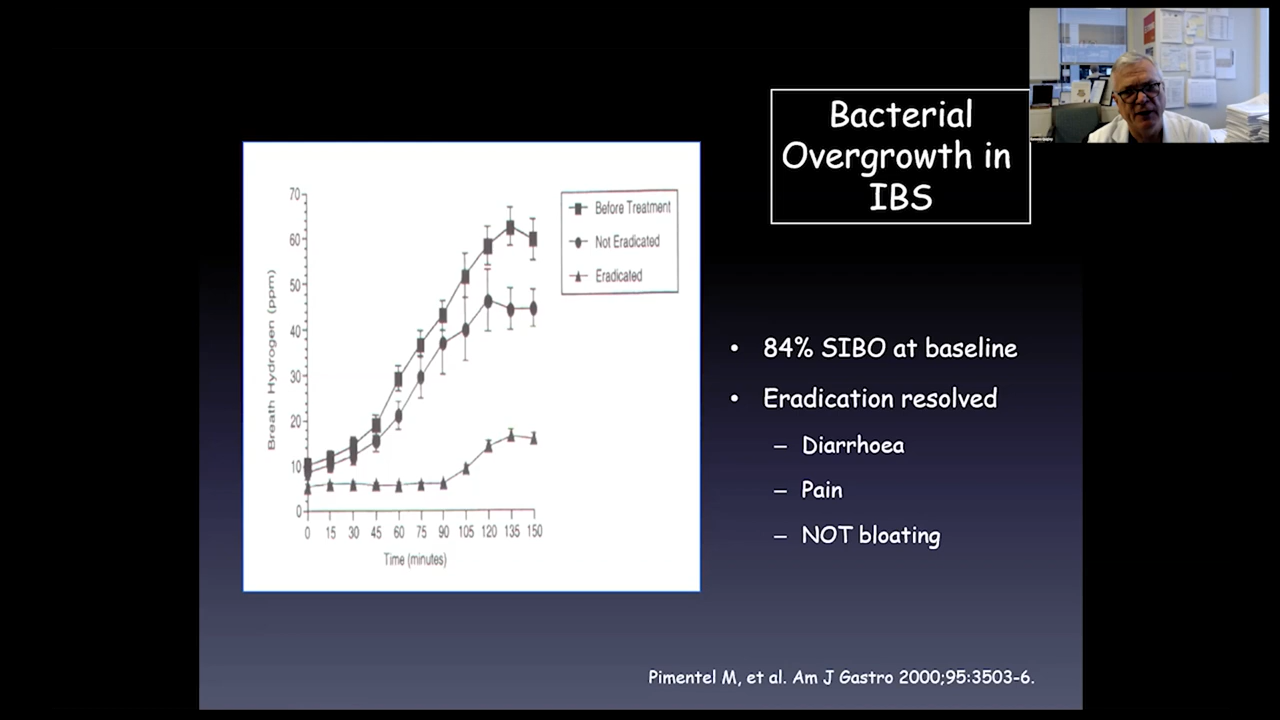 Bacterial
Overgrowth in
IBS
70
60
50
40
30
20
10
0
Breath Hydrogen (ppm)
0 15 30 45 60 75 90 105 120 135 150
Time (minutes)
Before Treatment
Not Eradicated
Eradicated
• 84% SIBO at baseline
• Eradication resolved
– Diarrhoea
– Pain
– NOT bloating
Pimentel M, et al. Am J Gastro 2000;95:3503-6.